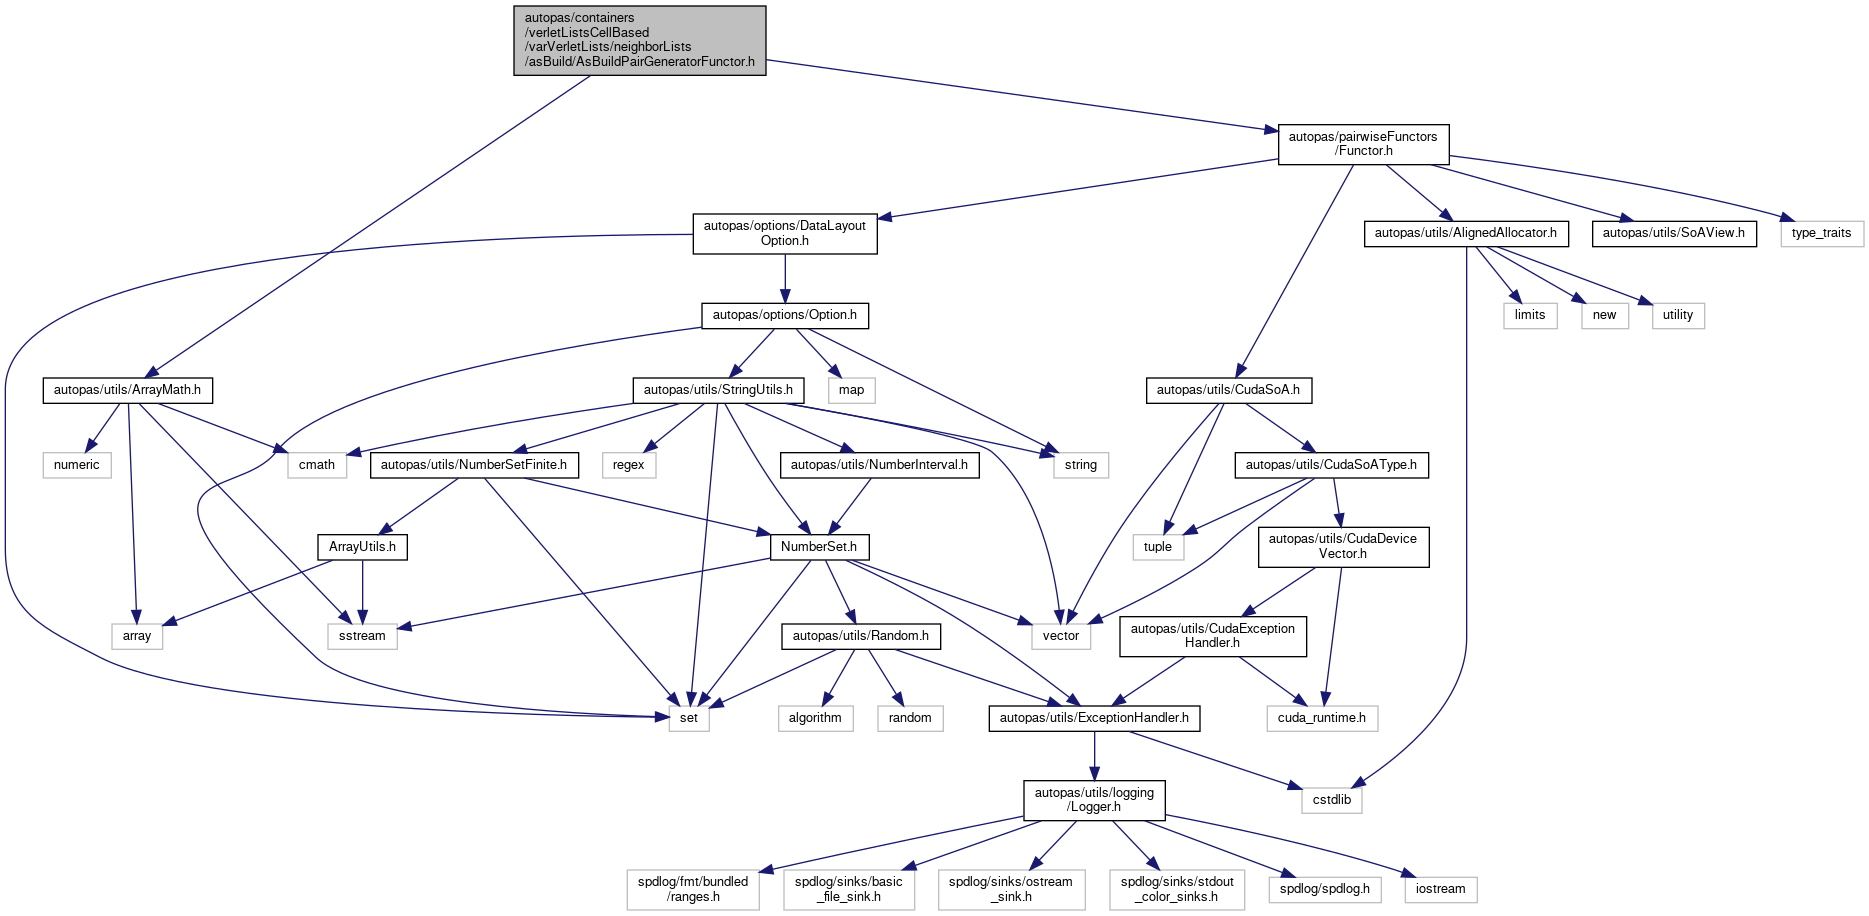 autopas/containers
/verletListsCellBased
/varVerletLists/neighborLists
/asBuild/AsBuildPairGeneratorFunctor.h
autopas/pairwiseFunctors
/Functor.h
autopas/options/DataLayout
Option.h
autopas/utils/AlignedAllocator.h
autopas/utils/SoAView.h
type_traits
autopas/options/Option.h
limits
new
utility
autopas/utils/ArrayMath.h
autopas/utils/StringUtils.h
map
autopas/utils/CudaSoA.h
numeric
cmath
autopas/utils/NumberSetFinite.h
regex
autopas/utils/NumberInterval.h
string
autopas/utils/CudaSoAType.h
ArrayUtils.h
NumberSet.h
tuple
autopas/utils/CudaDevice
Vector.h
array
sstream
autopas/utils/Random.h
vector
autopas/utils/CudaException
Handler.h
set
algorithm
random
autopas/utils/ExceptionHandler.h
cuda_runtime.h
autopas/utils/logging
/Logger.h
cstdlib
spdlog/fmt/bundled
/ranges.h
spdlog/sinks/basic
_file_sink.h
spdlog/sinks/ostream
_sink.h
spdlog/sinks/stdout
_color_sinks.h
spdlog/spdlog.h
iostream